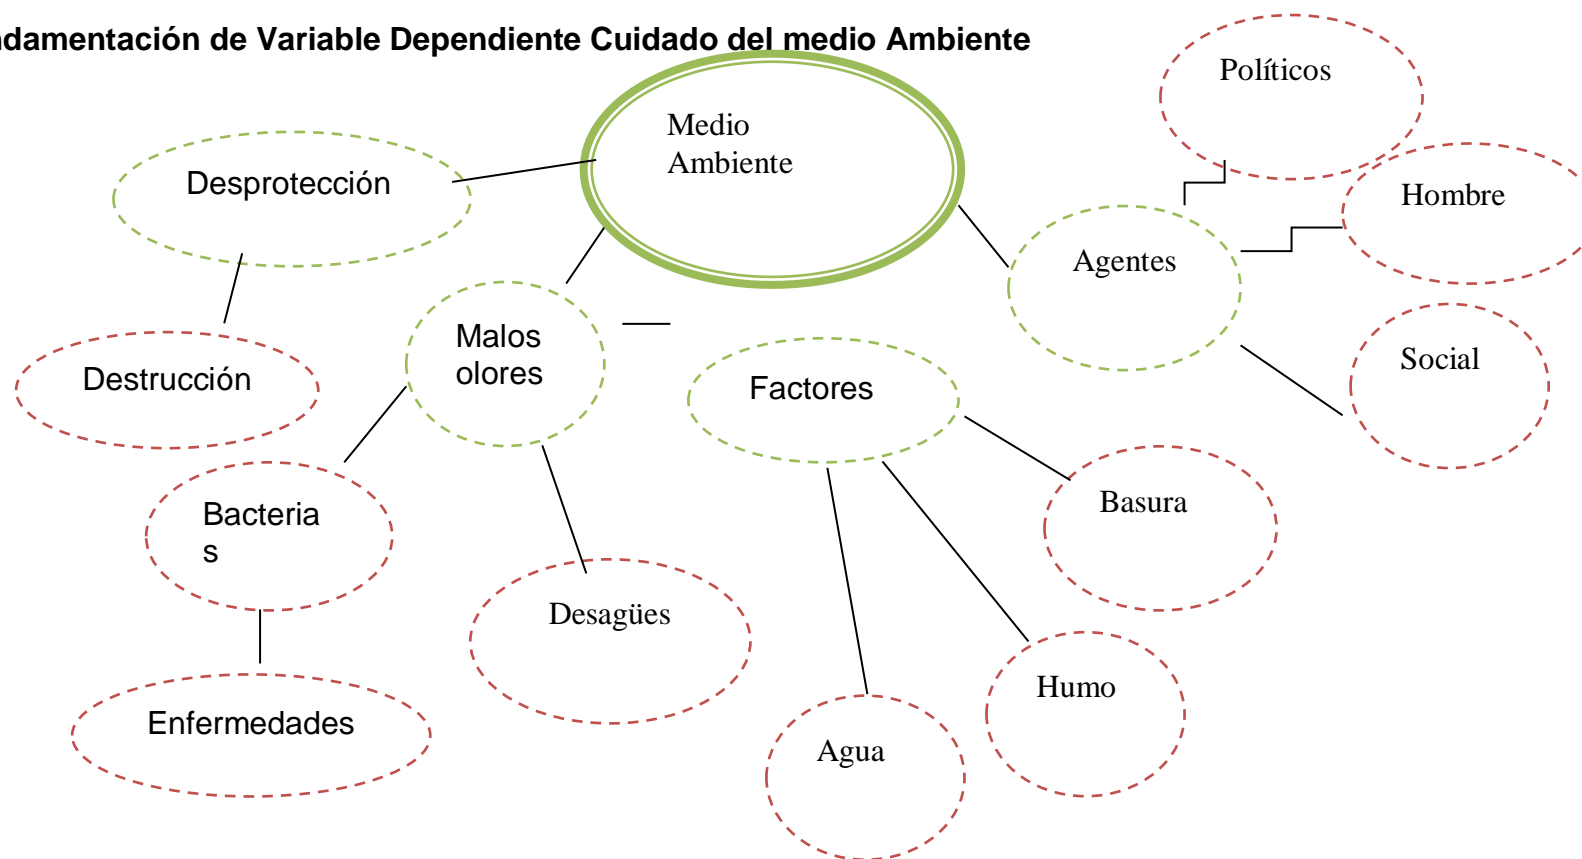 ndamentación de Variable Dependiente Cuidado del medio Ambiente
Políticos
Medio
Ambiente
Desprotección
Hombre
Agentes
Malos
olores
Social
Destrucción
Factores
Basura
Bacteria
s
Desagües
Humo
Enfermedades
Agua